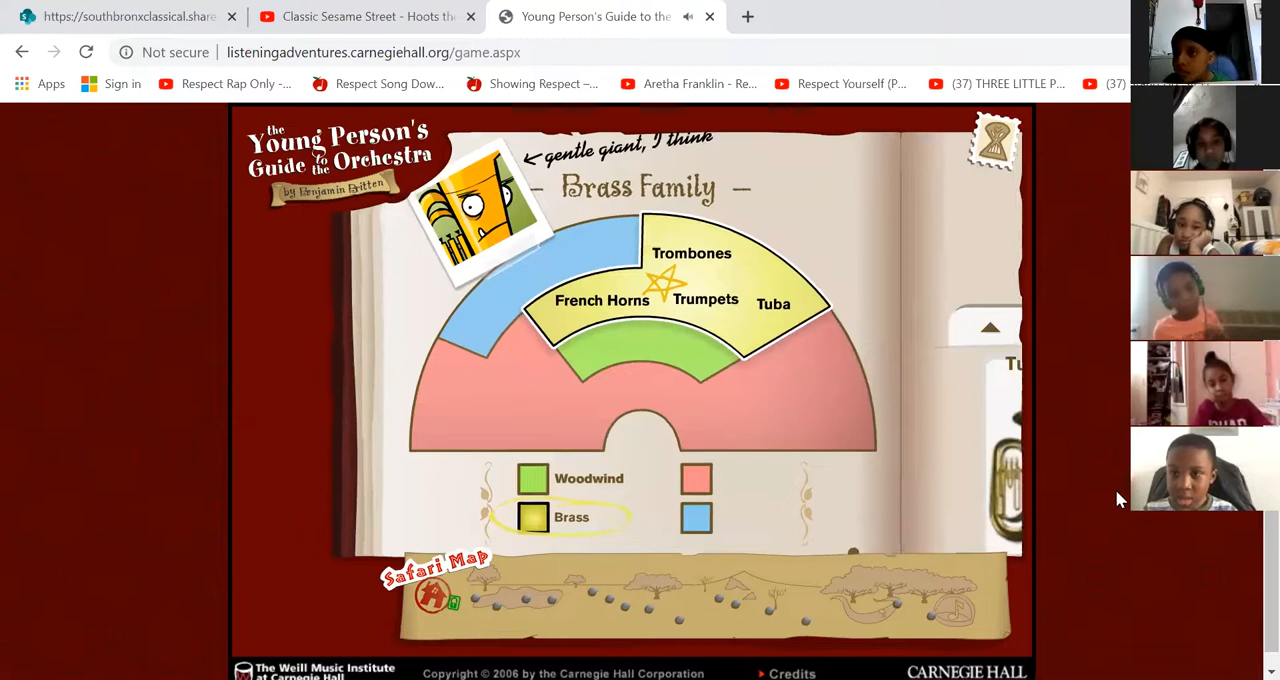 https://southbronxclassical.share
Classic Sesame Street - Hoots the
Young Person's Guide to the
Not secure
listeningadventures.carnegiehall.org/game.aspx
Apps
Sign in
Respect Rap Only -...
Respect Song Dow...
Showing Respect –...
Aretha Franklin - Re...
Respect Yourself (P...
(37) THREE LITTLE P...
(37)
the
Young Person's
Guide to the Orchestra
by Benjamin Britten
gentle giant, I think
– Brass Family –
Trombones
French Horns
Trumpets
Tuba
Tu
Woodwind
Brass
Safari Map
The Weill Music Institute
at Carnegie Hall
Copyright © 2006 by the Carnegie Hall Corporation
Credits
CARNEGIE HALL